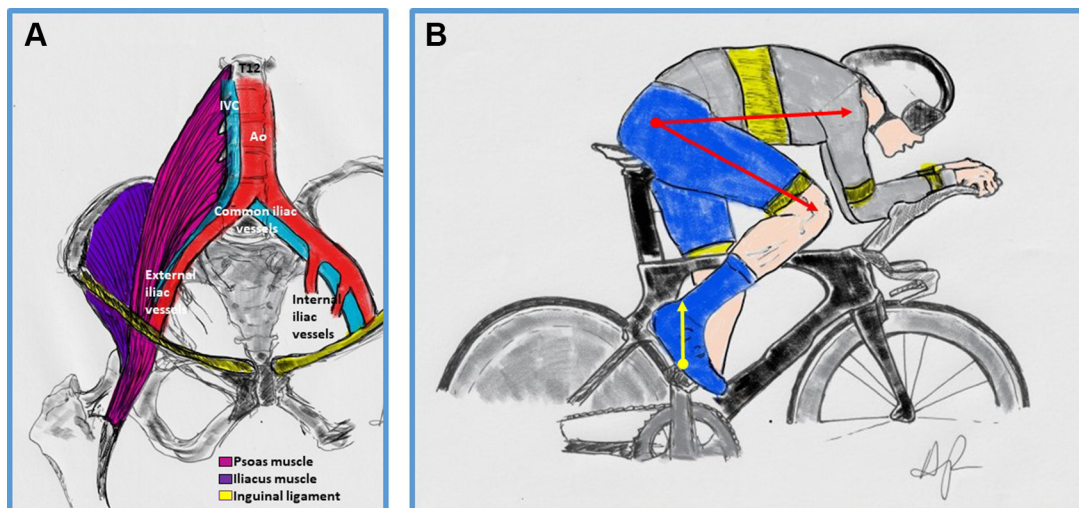 A
T12
IVC
Ao
Common iliac
vessels
External
iliac
vessels
Internal
iliac
vessels
Psoas muscle
Iliacus muscle
Inguinal ligament
B